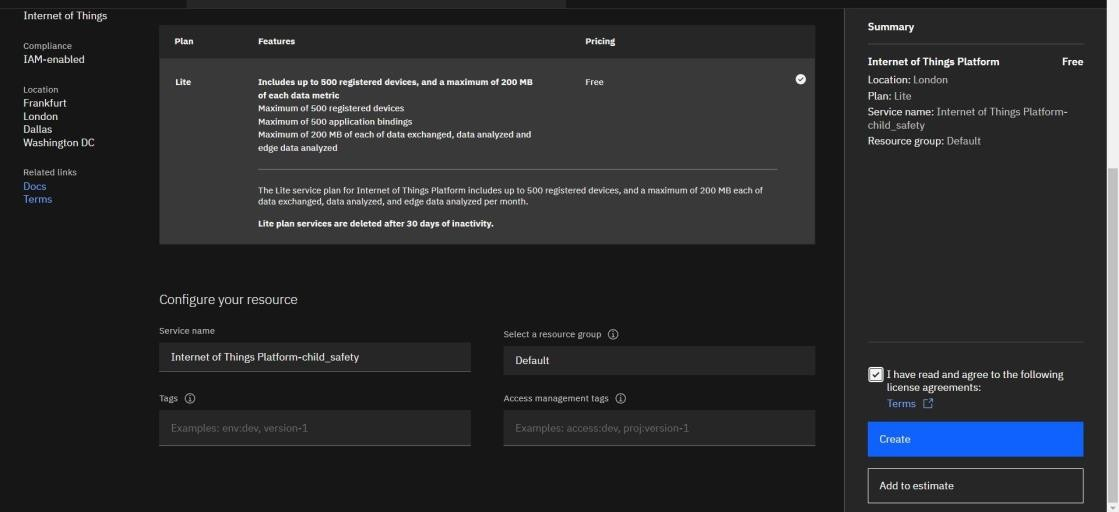 Internet of Things
Compliance
IAM-enabled
Location
Frankfurt
London
Dallas
Washington DC
Related links
Docs
Terms
Plan Features Pricing
Lite Includes up to 500 registered devices, and a maximum of 200 MB Free
of each data metric
Maximum of 500 registered devices
Maximum of 500 application bindings
Maximum of 200 MB of each of data exchanged, data analyzed and
edge data analyzed
The Lite service plan for Internet of Things Platform includes up to 500 registered devices, and a maximum of 200 MB each of
data exchanged, data analyzed, and edge data analyzed per month.
Lite plan services are deleted after 30 days of inactivity.
Configure your resource
Service name
Internet of Things Platform-child_safety
Select a resource group
Default
Tags
Examples: env:dev, version-1
Access management tags
Examples: access:dev, proj:version-1
Summary
Internet of Things Platform Free
Location: London
Plan: Lite
Service name: Internet of Things Platform-
child_safety
Resource group: Default
I have read and agree to the following
license agreements:
Terms
Create
Add to estimate